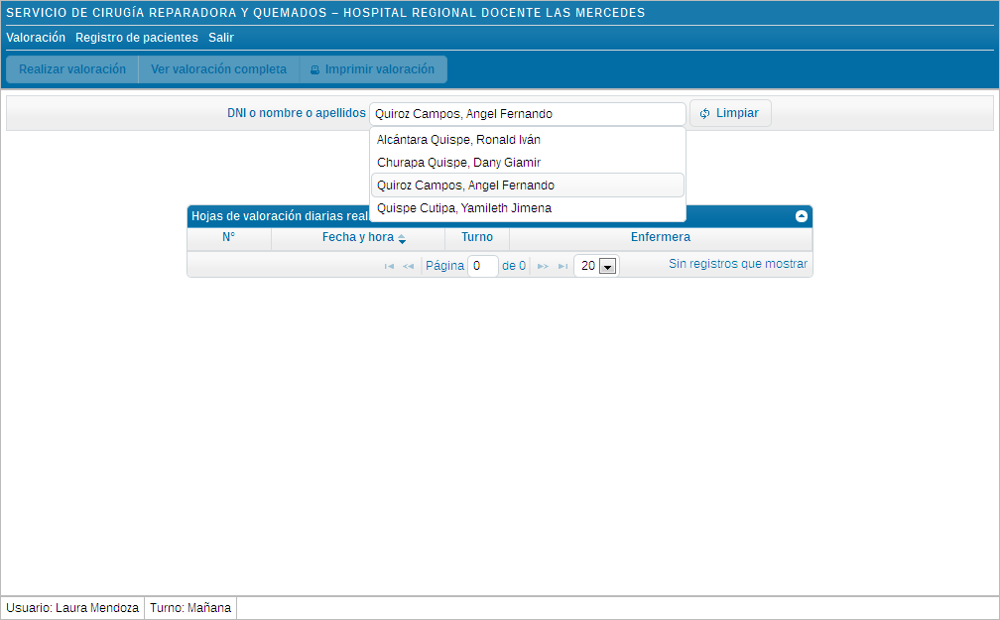 SERVICIO DE CIRUGÍA REPARADORA Y QUEMADOS – HOSPITAL REGIONAL DOCENTE LAS MERCEDES
Valoración Registro de pacientes Salir
Realizar valoración Ver valoración completa Imprimir valoración
DNI o nombre o apellidos Quiroz Campos, Angel Fernando Limpiar
Alcántara Quispe, Ronald Iván
Churapa Quispe, Dany Giamir
Quiroz Campos, Angel Fernando
Quispe Cutipa, Yamileth Jimena
Hojas de valoración diarias real
N° Fecha y hora Turno Enfermera
Página 0 de 0 20 Sin registros que mostrar
Usuario: Laura Mendoza Turno: Mañana